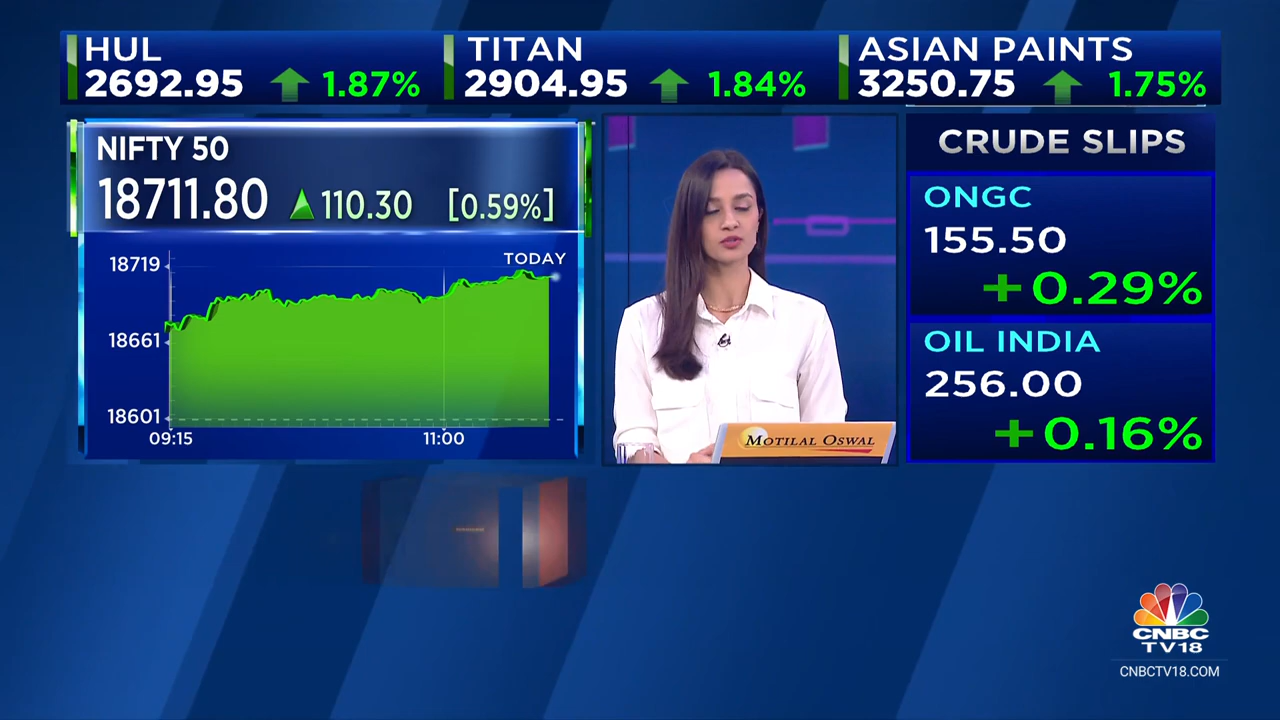 HUL
2692.95 1.87%
TITAN
2904.95 1.84%
ASIAN PAINTS
3250.75 1.75%
NIFTY 50
18711.80 110.30 [0.59%]
TODAY
18719
18661
18601
09:15 11:00
MOTILAL OSWAL
CRUDE SLIPS
ONGC
155.50
+0.29%
OIL INDIA
256.00
+0.16%
CNBC
TV18
CNBCTV18.COM